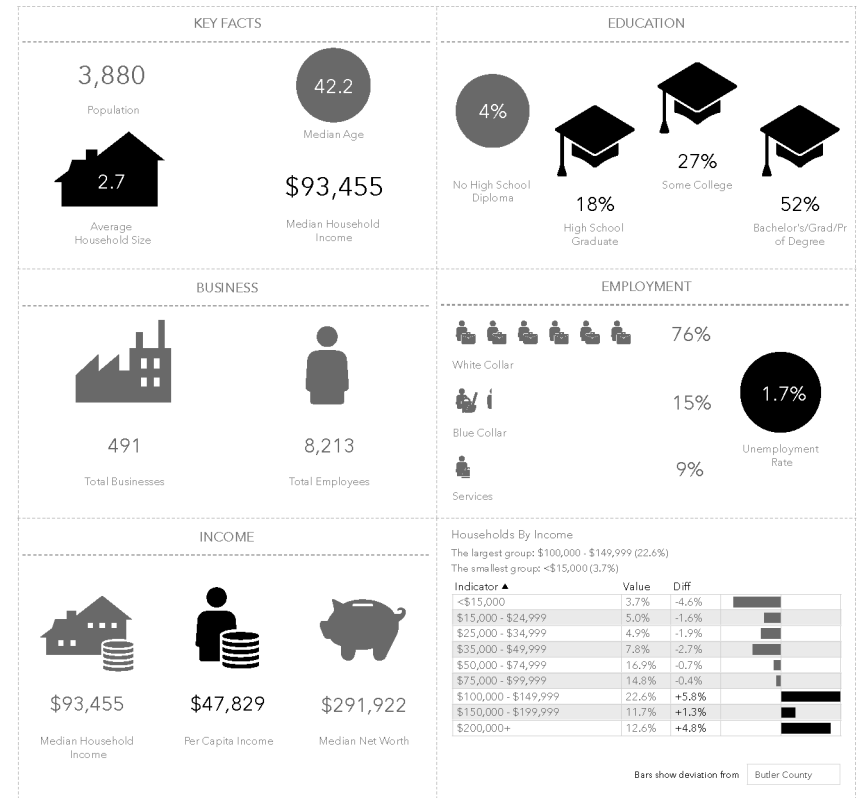 KEY FACTS
3,880
Population
42.2
Median Age
2.7
Average
Household Size
$93,455
Median Household
Income
EDUCATION
4%
No High School
Diploma
18%
High School
Graduate
27%
Some College
52%
Bachelor's/Grad/Pr
of Degree
BUSINESS
491
Total Businesses
8,213
Total Employees
EMPLOYMENT
76%
White Collar
15%
Blue Collar
9%
Services
1.7%
Unemployment
Rate
INCOME
$93,455
Median Household
Income
$47,829
Per Capita Income
$291,922
Median Net Worth
Households By Income
The largest group: $100,000 - $149,999 (22.6%)
The smallest group: <$15,000 (3.7%)
Indicator ▲ Value Diff
<$15,000 3.7% -4.6%
$15,000 - $24,999 5.0% -1.6%
$25,000 - $34,999 4.9% -1.9%
$35,000 - $49,999 7.8% -2.7%
$50,000 - $74,999 16.9% -0.7%
$75,000 - $99,999 14.8% -0.4%
$100,000 - $149,999 22.6% +5.8%
$150,000 - $199,999 11.7% +1.3%
$200,000+ 12.6% +4.8%
Bars show deviation from Butler County